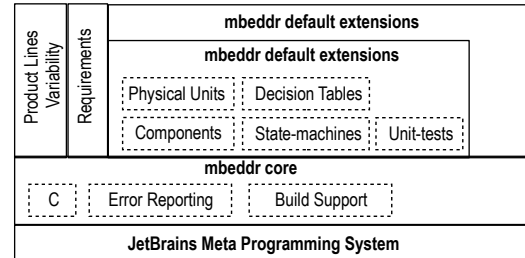 Product Lines
Variability
Requirements
mbeddr default extensions
mbeddr default extensions
Physical Units
Decision Tables
Components
State-machines
Unit-tests
mbeddr core
C
Error Reporting
Build Support
JetBrains Meta Programming System